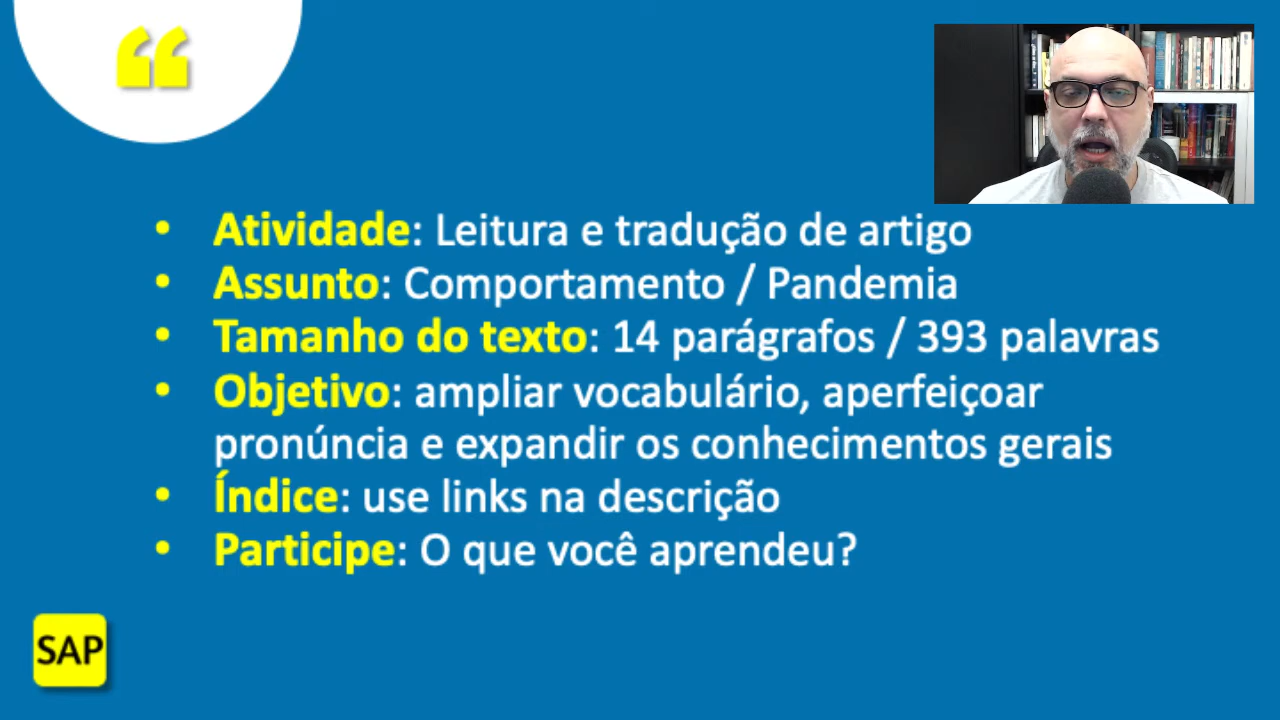 • Atividade: Leitura e tradução de artigo
• Assunto: Comportamento / Pandemia
• Tamanho do texto: 14 parágrafos / 393 palavras
• Objetivo: ampliar vocabulário, aperfeiçoar
pronúncia e expandir os conhecimentos gerais
• Índice: use links na descrição
• Participe: O que você aprendeu?
SAP